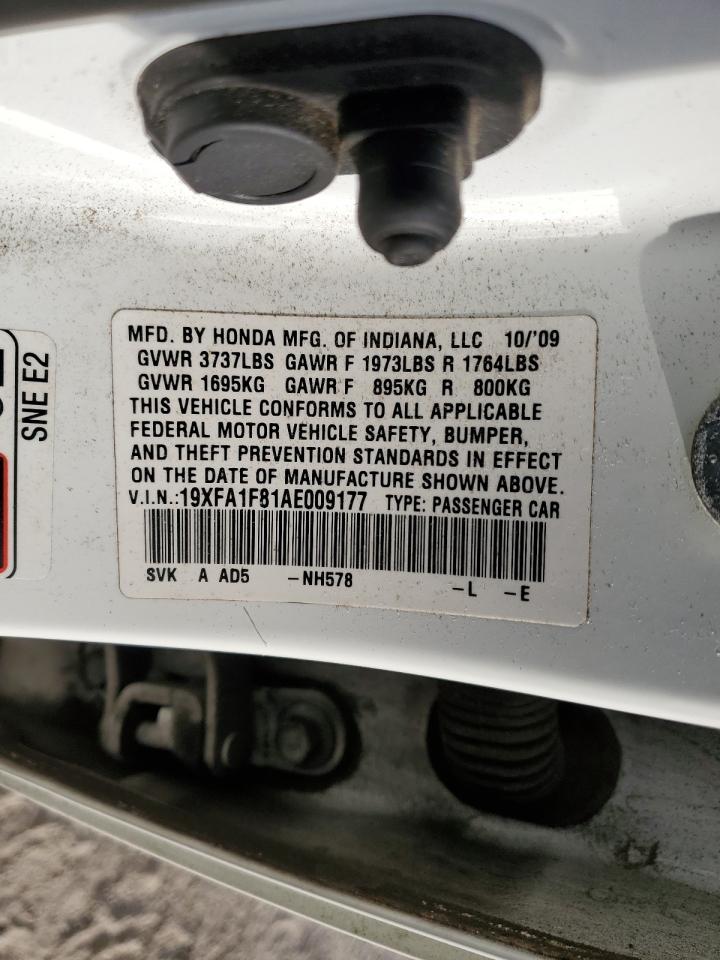 MFD. BY HONDA MFG. OF INDIANA, LLC 10/'09
GVWR 3737LBS GAWR F 1973LBS R 1764LBS
GVWR 1695KG GAWR F 895KG R 800KG
THIS VEHICLE CONFORMS TO ALL APPLICABLE
FEDERAL MOTOR VEHICLE SAFETY, BUMPER,
AND THEFT PREVENTION STANDARDS IN EFFECT
ON THE DATE OF MANUFACTURE SHOWN ABOVE.
V.I.N.:19XFA1F81AE009177 TYPE: PASSENGER CAR
SVK A AD5 -NH578 -L -E
SNE E2